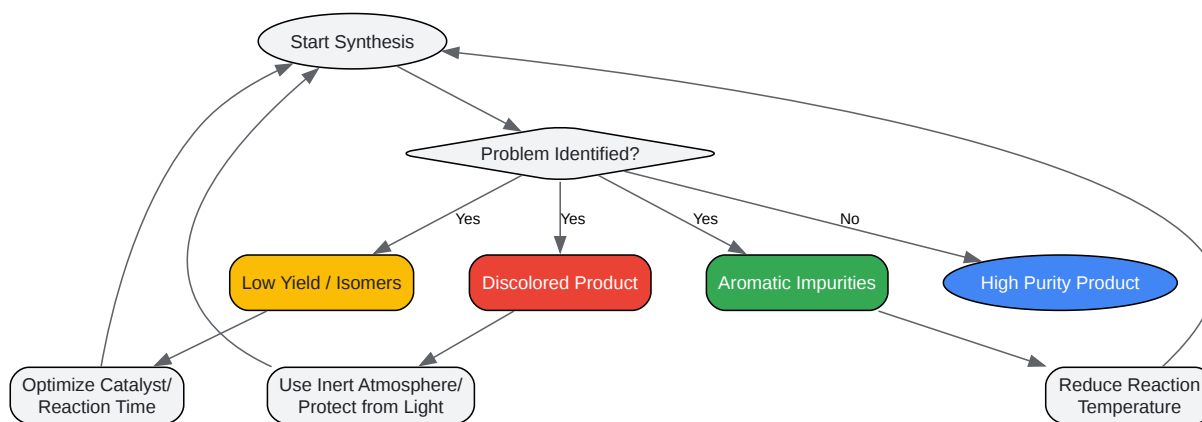 Start Synthesis
Problem Identified?
Yes
Yes
Yes
No
Low Yield / Isomers
Discolored Product
Aromatic Impurities
High Purity Product
Optimize Catalyst/
Reaction Time
Use Inert Atmosphere/
Protect from Light
Reduce Reaction
Temperature